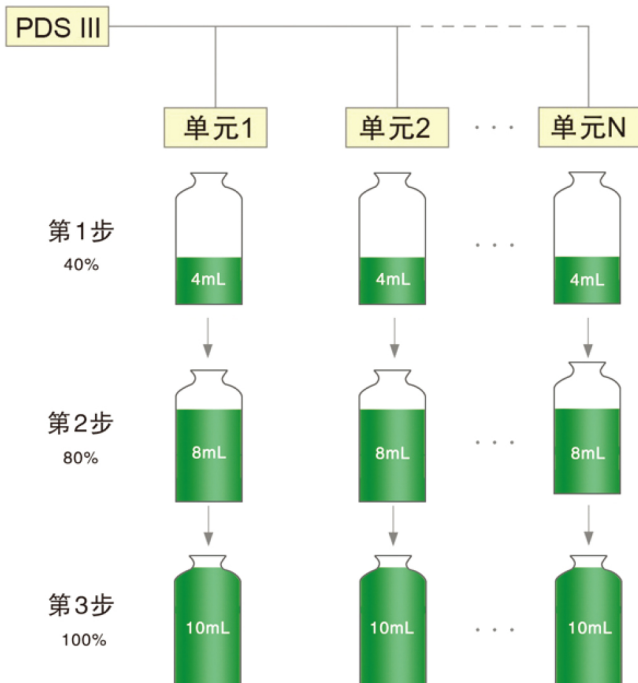 PDS III
单元1 单元2 · · · 单元N
第1步
40%
4mL 4mL · · · 4mL
第2步
80%
8mL 8mL · · · 8mL
第3步
100%
10mL 10mL · · · 10mL